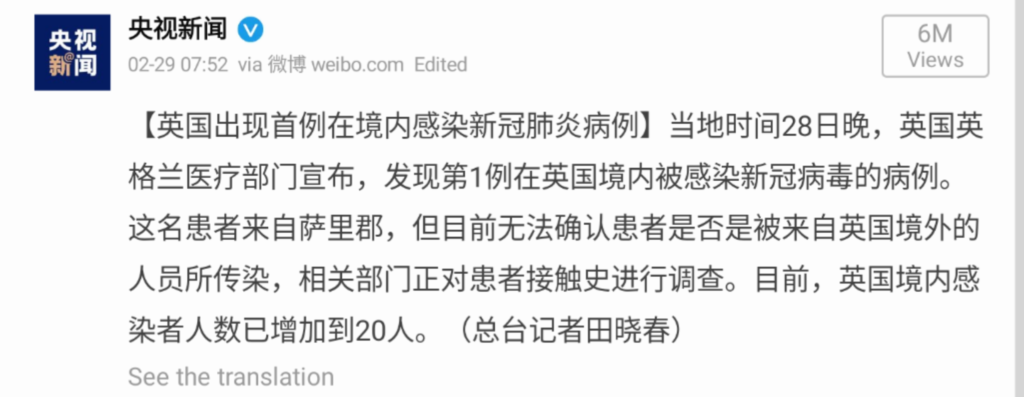 央视新闻
央视
新@闻
02-29 07:52 via 微博 weibo.com Edited
6M
Views
【英国出现首例在境内感染新冠肺炎病例】当地时间28日晚，英国英
格兰医疗部门宣布，发现第1例在英国境内被感染新冠病毒的病例。
这名患者来自萨里郡，但目前无法确认患者是否是被来自英国境外的
人员所传染，相关部门正对患者接触史进行调查。目前，英国境内感
染者人数已增加到20人。（总台记者田晓春）
See the translation